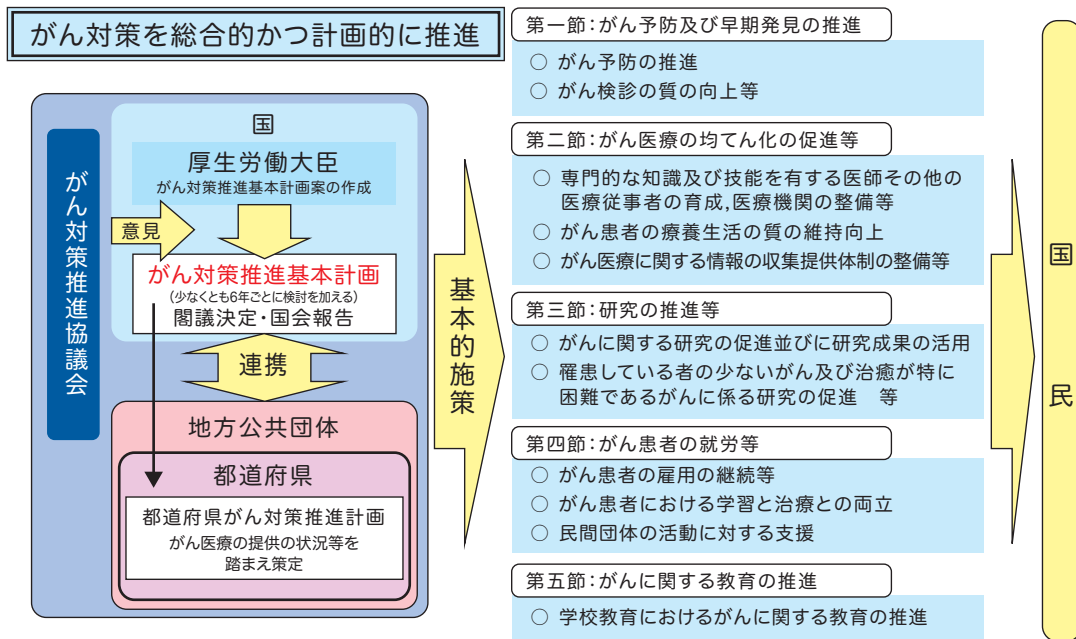 がん対策を総合的かつ計画的に推進
がん対策推進協議会
国
厚生労働大臣
がん対策推進基本計画案の作成
意見
がん対策推進基本計画
(少なくとも6年ごとに検討を加える)
閣議決定・国会報告
連携
地方公共団体
都道府県
都道府県がん対策推進計画
がん医療の提供の状況等を
踏まえ策定
基本的施策
第一節:がん予防及び早期発見の推進
○ がん予防の推進
○ がん検診の質の向上等
第二節:がん医療の均てん化の促進等
○ 専門的な知識及び技能を有する医師その他の
医療従事者の育成,医療機関の整備等
○ がん患者の療養生活の質の維持向上
○ がん医療に関する情報の収集提供体制の整備等
第三節:研究の推進等
○ がんに関する研究の促進並びに研究成果の活用
○ 罹患している者の少ないがん及び治癒が特に
困難であるがんに係る研究の促進 等
第四節:がん患者の就労等
○ がん患者の雇用の継続等
○ がん患者における学習と治療との両立
○ 民間団体の活動に対する支援
第五節:がんに関する教育の推進
○ 学校教育におけるがんに関する教育の推進
国民